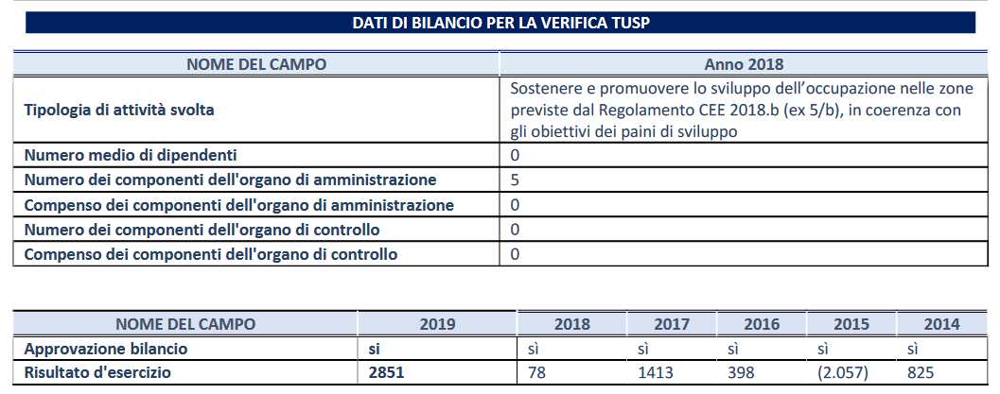 DATI DI BILANCIO PER LA VERIFICA TUSP
NOME DEL CAMPO Anno 2018
Tipologia di attività svolta Sostenere e promuovere lo sviluppo dell’occupazione nelle zone
previste dal Regolamento CEE 2018.b (ex 5/b), in coerenza con
gli obiettivi dei paini di sviluppo
Numero medio di dipendenti 0
Numero dei componenti dell'organo di amministrazione 5
Compenso dei componenti dell'organo di amministrazione 0
Numero dei componenti dell'organo di controllo 0
Compenso dei componenti dell'organo di controllo 0
NOME DEL CAMPO 2019 2018 2017 2016 2015 2014
Approvazione bilancio si sì sì sì sì sì
Risultato d'esercizio 2851 78 1413 398 (2.057) 825